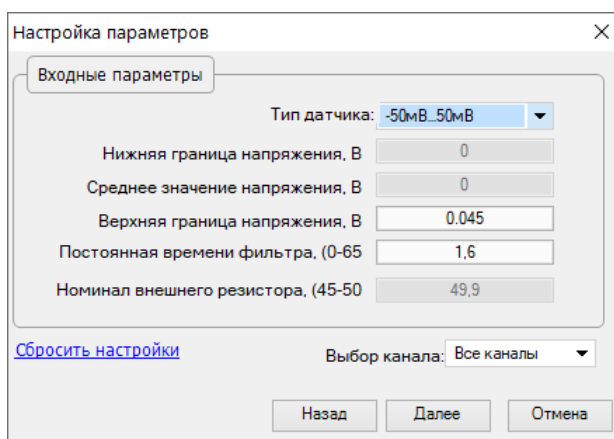 Настройка параметров
Входные параметры
Тип датчика: -50мВ...50мВ
Нижняя граница напряжения, В 0
Среднее значение напряжения, В 0
Верхняя граница напряжения, В 0.045
Постоянная времени фильтра, (0-65 1,6
Номинал внешнего резистора, (45-50 49,9
Сбросить настройки Выбор канала: Все каналы
Назад Далее Отмена